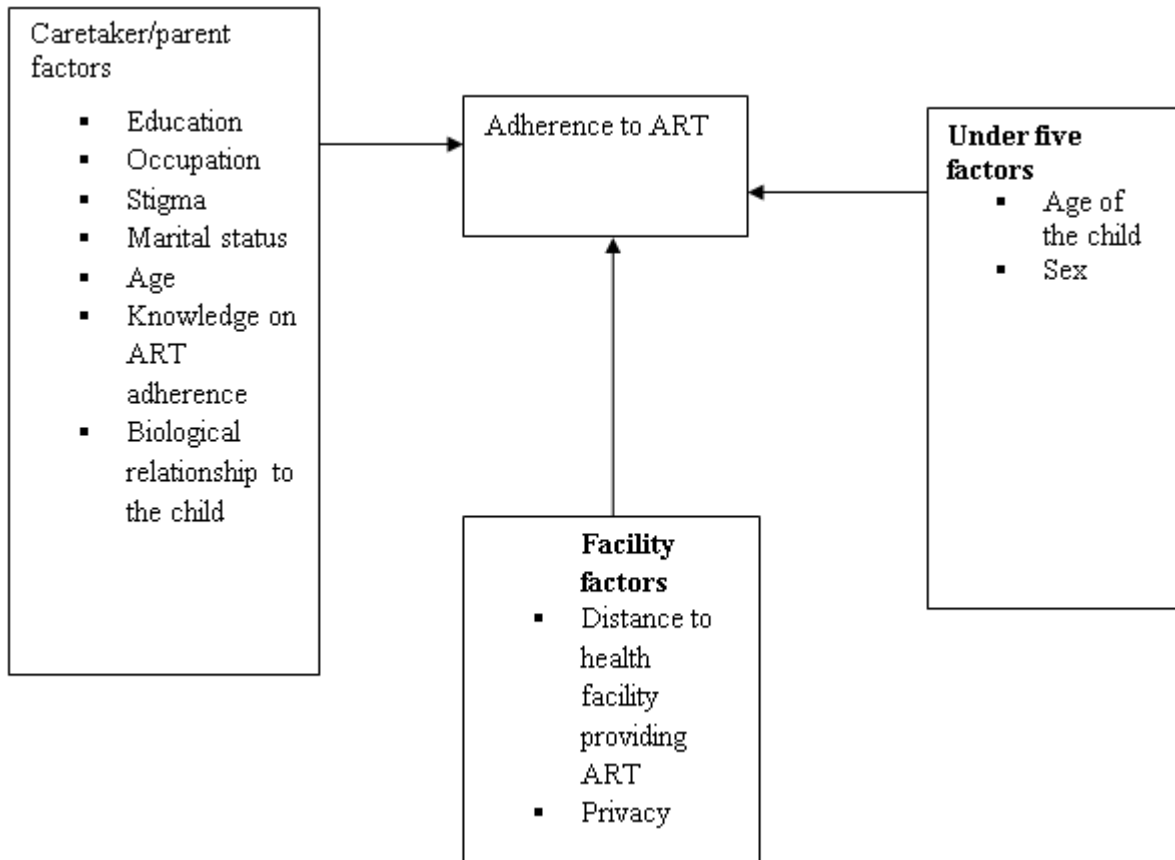 Caretaker/parent
factors
▪ Education
▪ Occupation
▪ Stigma
▪ Marital status
▪ Age
▪ Knowledge on
ART
adherence
▪ Biological
relationship to
the child
Adherence to ART
Under five
factors
▪ Age of
the child
▪ Sex
Facility
factors
▪ Distance to
health
facility
providing
ART
▪ Privacy